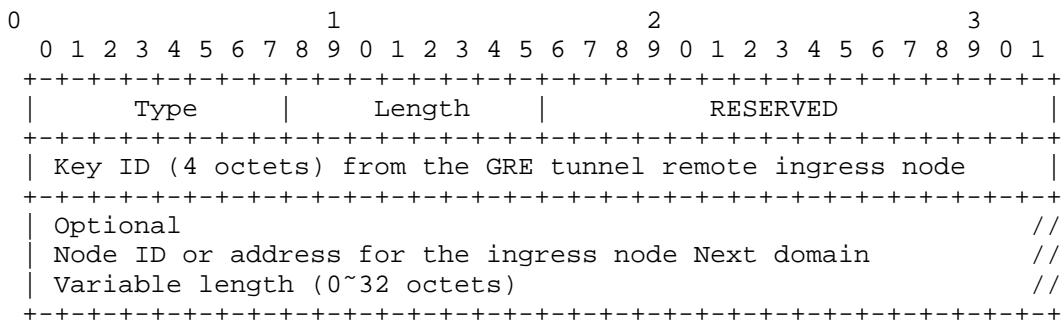 0                   1                   2                   3
 0 1 2 3 4 5 6 7 8 9 0 1 2 3 4 5 6 7 8 9 0 1 2 3 4 5 6 7 8 9 0 1
+-+-+-+-+-+-+-+-+-+-+-+-+-+-+-+-+-+-+-+-+-+-+-+-+-+-+-+-+-+-+-+-+
|      Type     |     Length    |          RESERVED             |
+-+-+-+-+-+-+-+-+-+-+-+-+-+-+-+-+-+-+-+-+-+-+-+-+-+-+-+-+-+-+-+-+
| Key ID (4 octets) from the GRE tunnel remote ingress node     |
+-+-+-+-+-+-+-+-+-+-+-+-+-+-+-+-+-+-+-+-+-+-+-+-+-+-+-+-+-+-+-+-+
| Optional                                                     //
| Node ID or address for the ingress node Next domain          //
| Variable length (0~32 octets)                                //
+-+-+-+-+-+-+-+-+-+-+-+-+-+-+-+-+-+-+-+-+-+-+-+-+-+-+-+-+-+-+-+-+